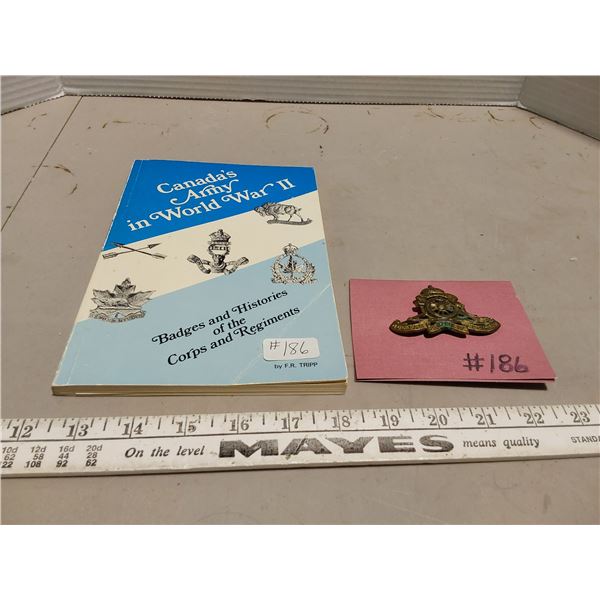 Canada's
Army
in World War II
Badges and Histories
of the
Corps and Regiments
#186
by F.R. TRIPP
#186
12 13 14 15 16 17 18 19 20 21 22 23
10d 12d 16d 20d
62 58 44 28
122 108 92 62
On the level MAYES means quality STANDA